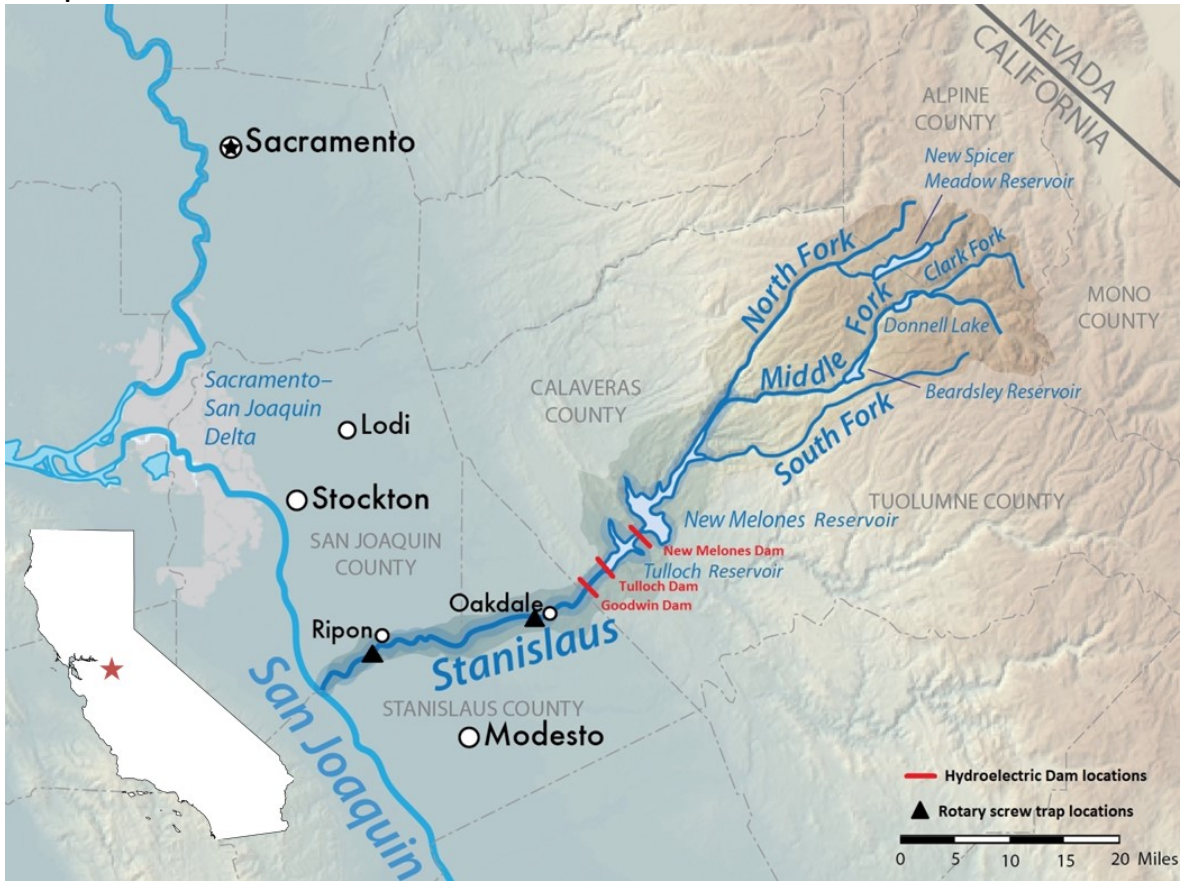 NEVADA
CALIFORNIA
ALPINE
COUNTY
Sacramento
New Spicer
Meadow Reservoir
North Fork
Clark Fork
MONO
COUNTY
Fork
Donnell Lake
Middle
Beardsley Reservoir
Sacramento–
San Joaquin
Delta
CALAVERAS
COUNTY
Lodi
South Fork
Stockton
TUOLUMNE COUNTY
New Melones Reservoir
SAN JOAQUIN
COUNTY
New Melones Dam
Tulloch Reservoir
Tulloch Dam
Goodwin Dam
Oakdale
Ripon
Stanislaus
San Joaquin
STANISLAUS COUNTY
Modesto
Hydroelectric Dam locations
Rotary screw trap locations
0 5 10 15 20 Miles